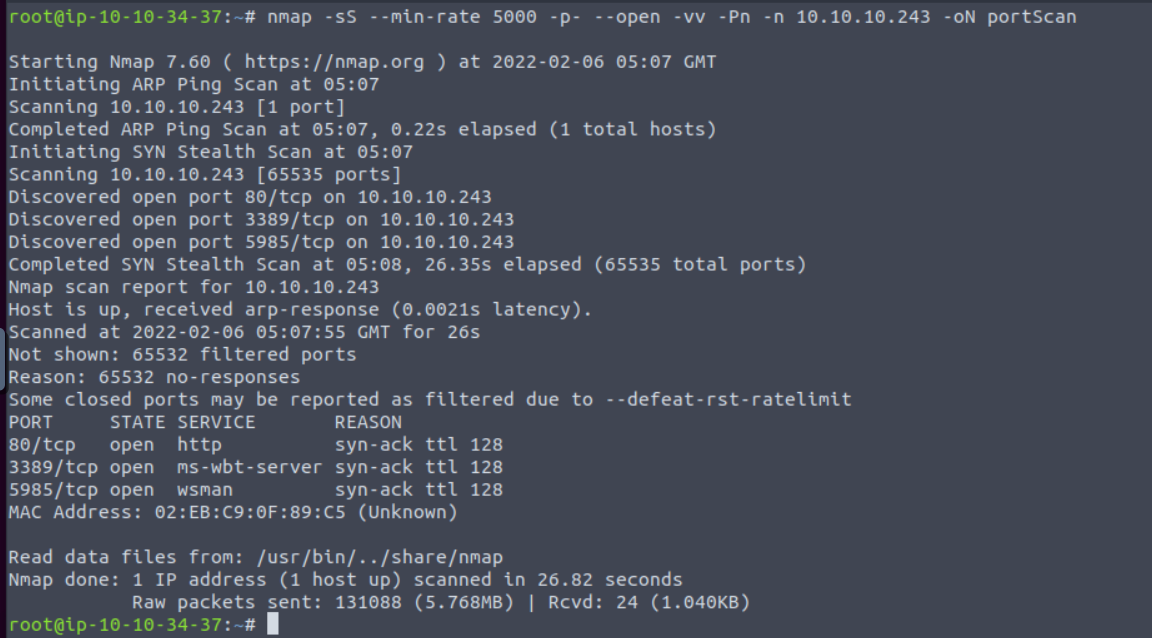 root@ip-10-10-34-37:~# nmap -sS --min-rate 5000 -p- --open -vv -Pn -n 10.10.10.243 -oN portScan
Starting Nmap 7.60 ( https://nmap.org ) at 2022-02-06 05:07 GMT
Initiating ARP Ping Scan at 05:07
Scanning 10.10.10.243 [1 port]
Completed ARP Ping Scan at 05:07, 0.22s elapsed (1 total hosts)
Initiating SYN Stealth Scan at 05:07
Scanning 10.10.10.243 [65535 ports]
Discovered open port 80/tcp on 10.10.10.243
Discovered open port 3389/tcp on 10.10.10.243
Discovered open port 5985/tcp on 10.10.10.243
Completed SYN Stealth Scan at 05:08, 26.35s elapsed (65535 total ports)
Nmap scan report for 10.10.10.243
Host is up, received arp-response (0.0021s latency).
Scanned at 2022-02-06 05:07:55 GMT for 26s
Not shown: 65532 filtered ports
Reason: 65532 no-responses
Some closed ports may be reported as filtered due to --defeat-rst-ratelimit
PORT     STATE SERVICE       REASON
80/tcp   open  http          syn-ack ttl 128
3389/tcp open  ms-wbt-server syn-ack ttl 128
5985/tcp open  wsman         syn-ack ttl 128
MAC Address: 02:EB:C9:0F:89:C5 (Unknown)
Read data files from: /usr/bin/../share/nmap
Nmap done: 1 IP address (1 host up) scanned in 26.82 seconds
           Raw packets sent: 131088 (5.768MB) | Rcvd: 24 (1.040KB)
root@ip-10-10-34-37:~#